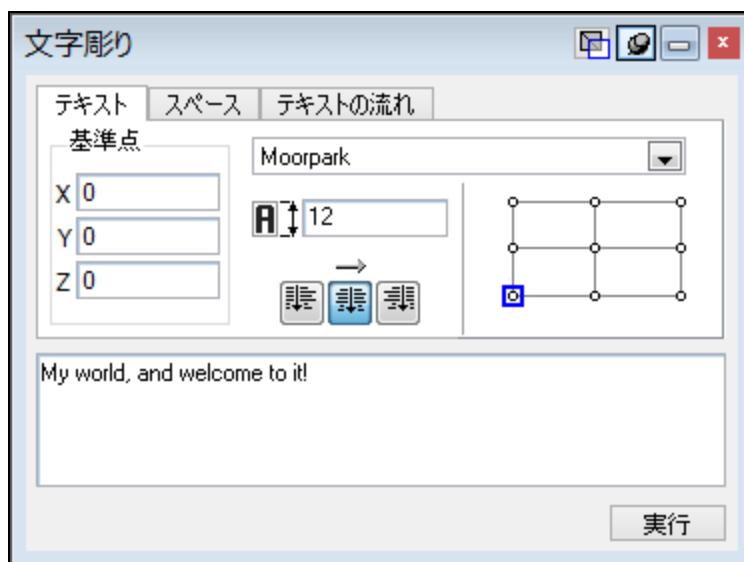 文字彫り
テキスト スペース テキストの流れ
基準点
Moorpark
X 0
A 12
Y 0
Z 0
My world, and welcome to it!
実行